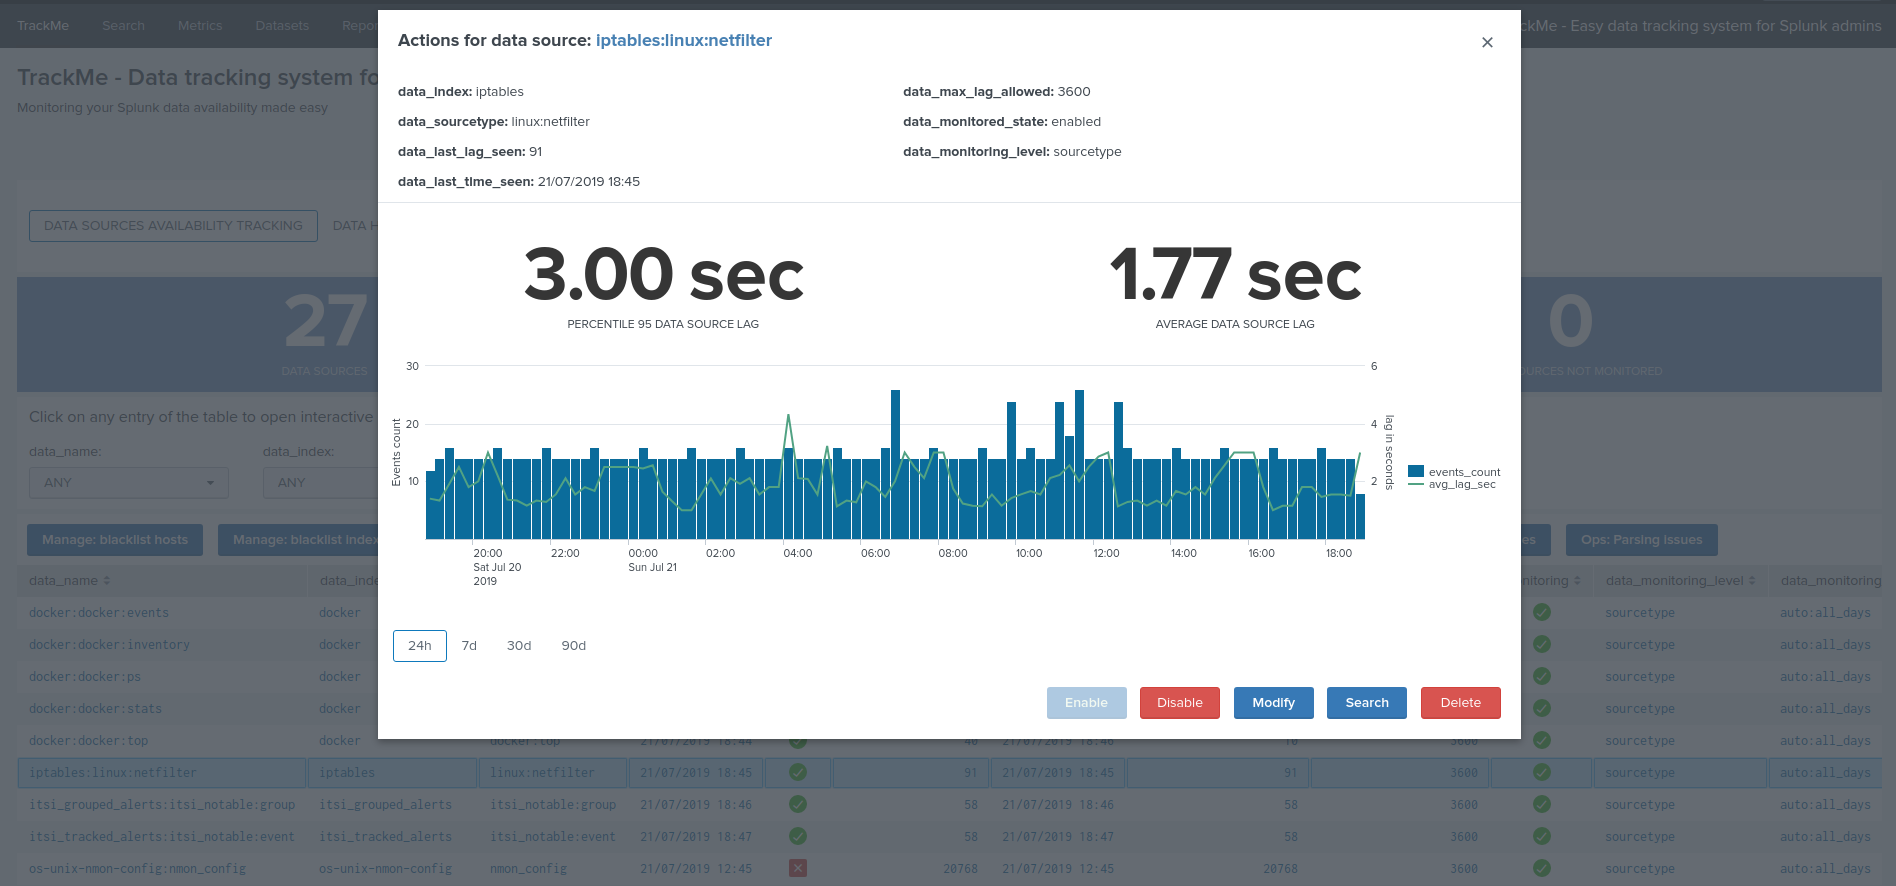 TrackMe Search Metrics Datasets Repor
ckMe - Easy data tracking system for Splunk admins
TrackMe - Data tracking system fo
Monitoring your Splunk data availability made easy
Actions for data source: iptables:linux:netfilter
data_index: iptables
data_max_lag_allowed: 3600
data_sourcetype: linux:netfilter
data_monitored_state: enabled
data_last_lag_seen: 91
data_monitoring_level: sourcetype
data_last_time_seen: 21/07/2019 18:45
DATA SOURCES AVAILABILITY TRACKING DATA H
3.00 sec
PERCENTILE 95 DATA SOURCE LAG
1.77 sec
AVERAGE DATA SOURCE LAG
27
DATA SOURCES
0
OURCES NOT MONITORED
Click on any entry of the table to open interactive
data_name: data_index:
ANY ANY
30
20
10
Events count
6
4
2
lag in seconds
events_count
avg_lag_sec
20:00 22:00 00:00 02:00 04:00 06:00 08:00 10:00 12:00 14:00 16:00 18:00
Sat Jul 20 Sun Jul 21
2019
24h 7d 30d 90d
Enable Disable Modify Search Delete
Manage: blacklist hosts Manage: blacklist index es Ops: Parsing issues
data_name data_inde nitoring data_monitoring_level data_monitoring
docker:docker:events docker sourcetype auto:all_days
docker:docker:inventory docker sourcetype auto:all_days
docker:docker:ps docker sourcetype auto:all_days
docker:docker:stats docker sourcetype auto:all_days
docker:docker:top docker docker:top 21/07/2019 18:44 40 21/07/2019 18:46 10 3600 sourcetype auto:all_days
iptables:linux:netfilter iptables linux:netfilter 21/07/2019 18:45 91 21/07/2019 18:45 91 3600 sourcetype auto:all_days
itsi_grouped_alerts:itsi_notable:group itsi_grouped_alerts itsi_notable:group 21/07/2019 18:46 58 21/07/2019 18:46 58 3600 sourcetype auto:all_days
itsi_tracked_alerts:itsi_notable:event itsi_tracked_alerts itsi_notable:event 21/07/2019 18:47 58 21/07/2019 18:47 58 3600 sourcetype auto:all_days
os-unix-nmon-config:nmon_config os-unix-nmon-config nmon_config 21/07/2019 12:45 20768 21/07/2019 12:45 20768 3600 sourcetype auto:all_days